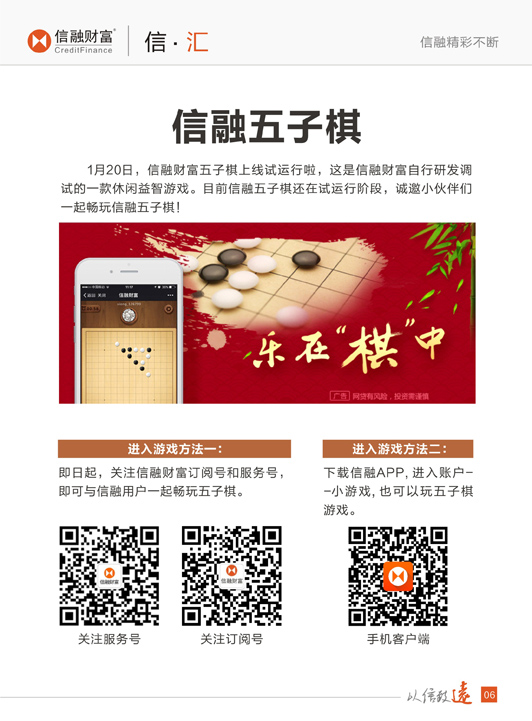 信融财富®
CreditFinance
信·汇
信融精彩不断
信融五子棋
1月20日，信融财富五子棋上线试运行啦，这是信融财富自行研发调
试的一款休闲益智游戏。目前信融五子棋还在试运行阶段，诚邀小伙伴们
一起畅玩信融五子棋！
信融财富
乐在“棋”中
广告 网贷有风险，投资需谨慎
进入游戏方法一：
即日起，关注信融财富订阅号和服务号，
即可与信融用户一起畅玩五子棋。
进入游戏方法二：
下载信融APP, 进入账户-
-小游戏, 也可以玩五子棋
游戏。
信融财富
信融财富
关注服务号
关注订阅号
手机客户端
以信致远
06